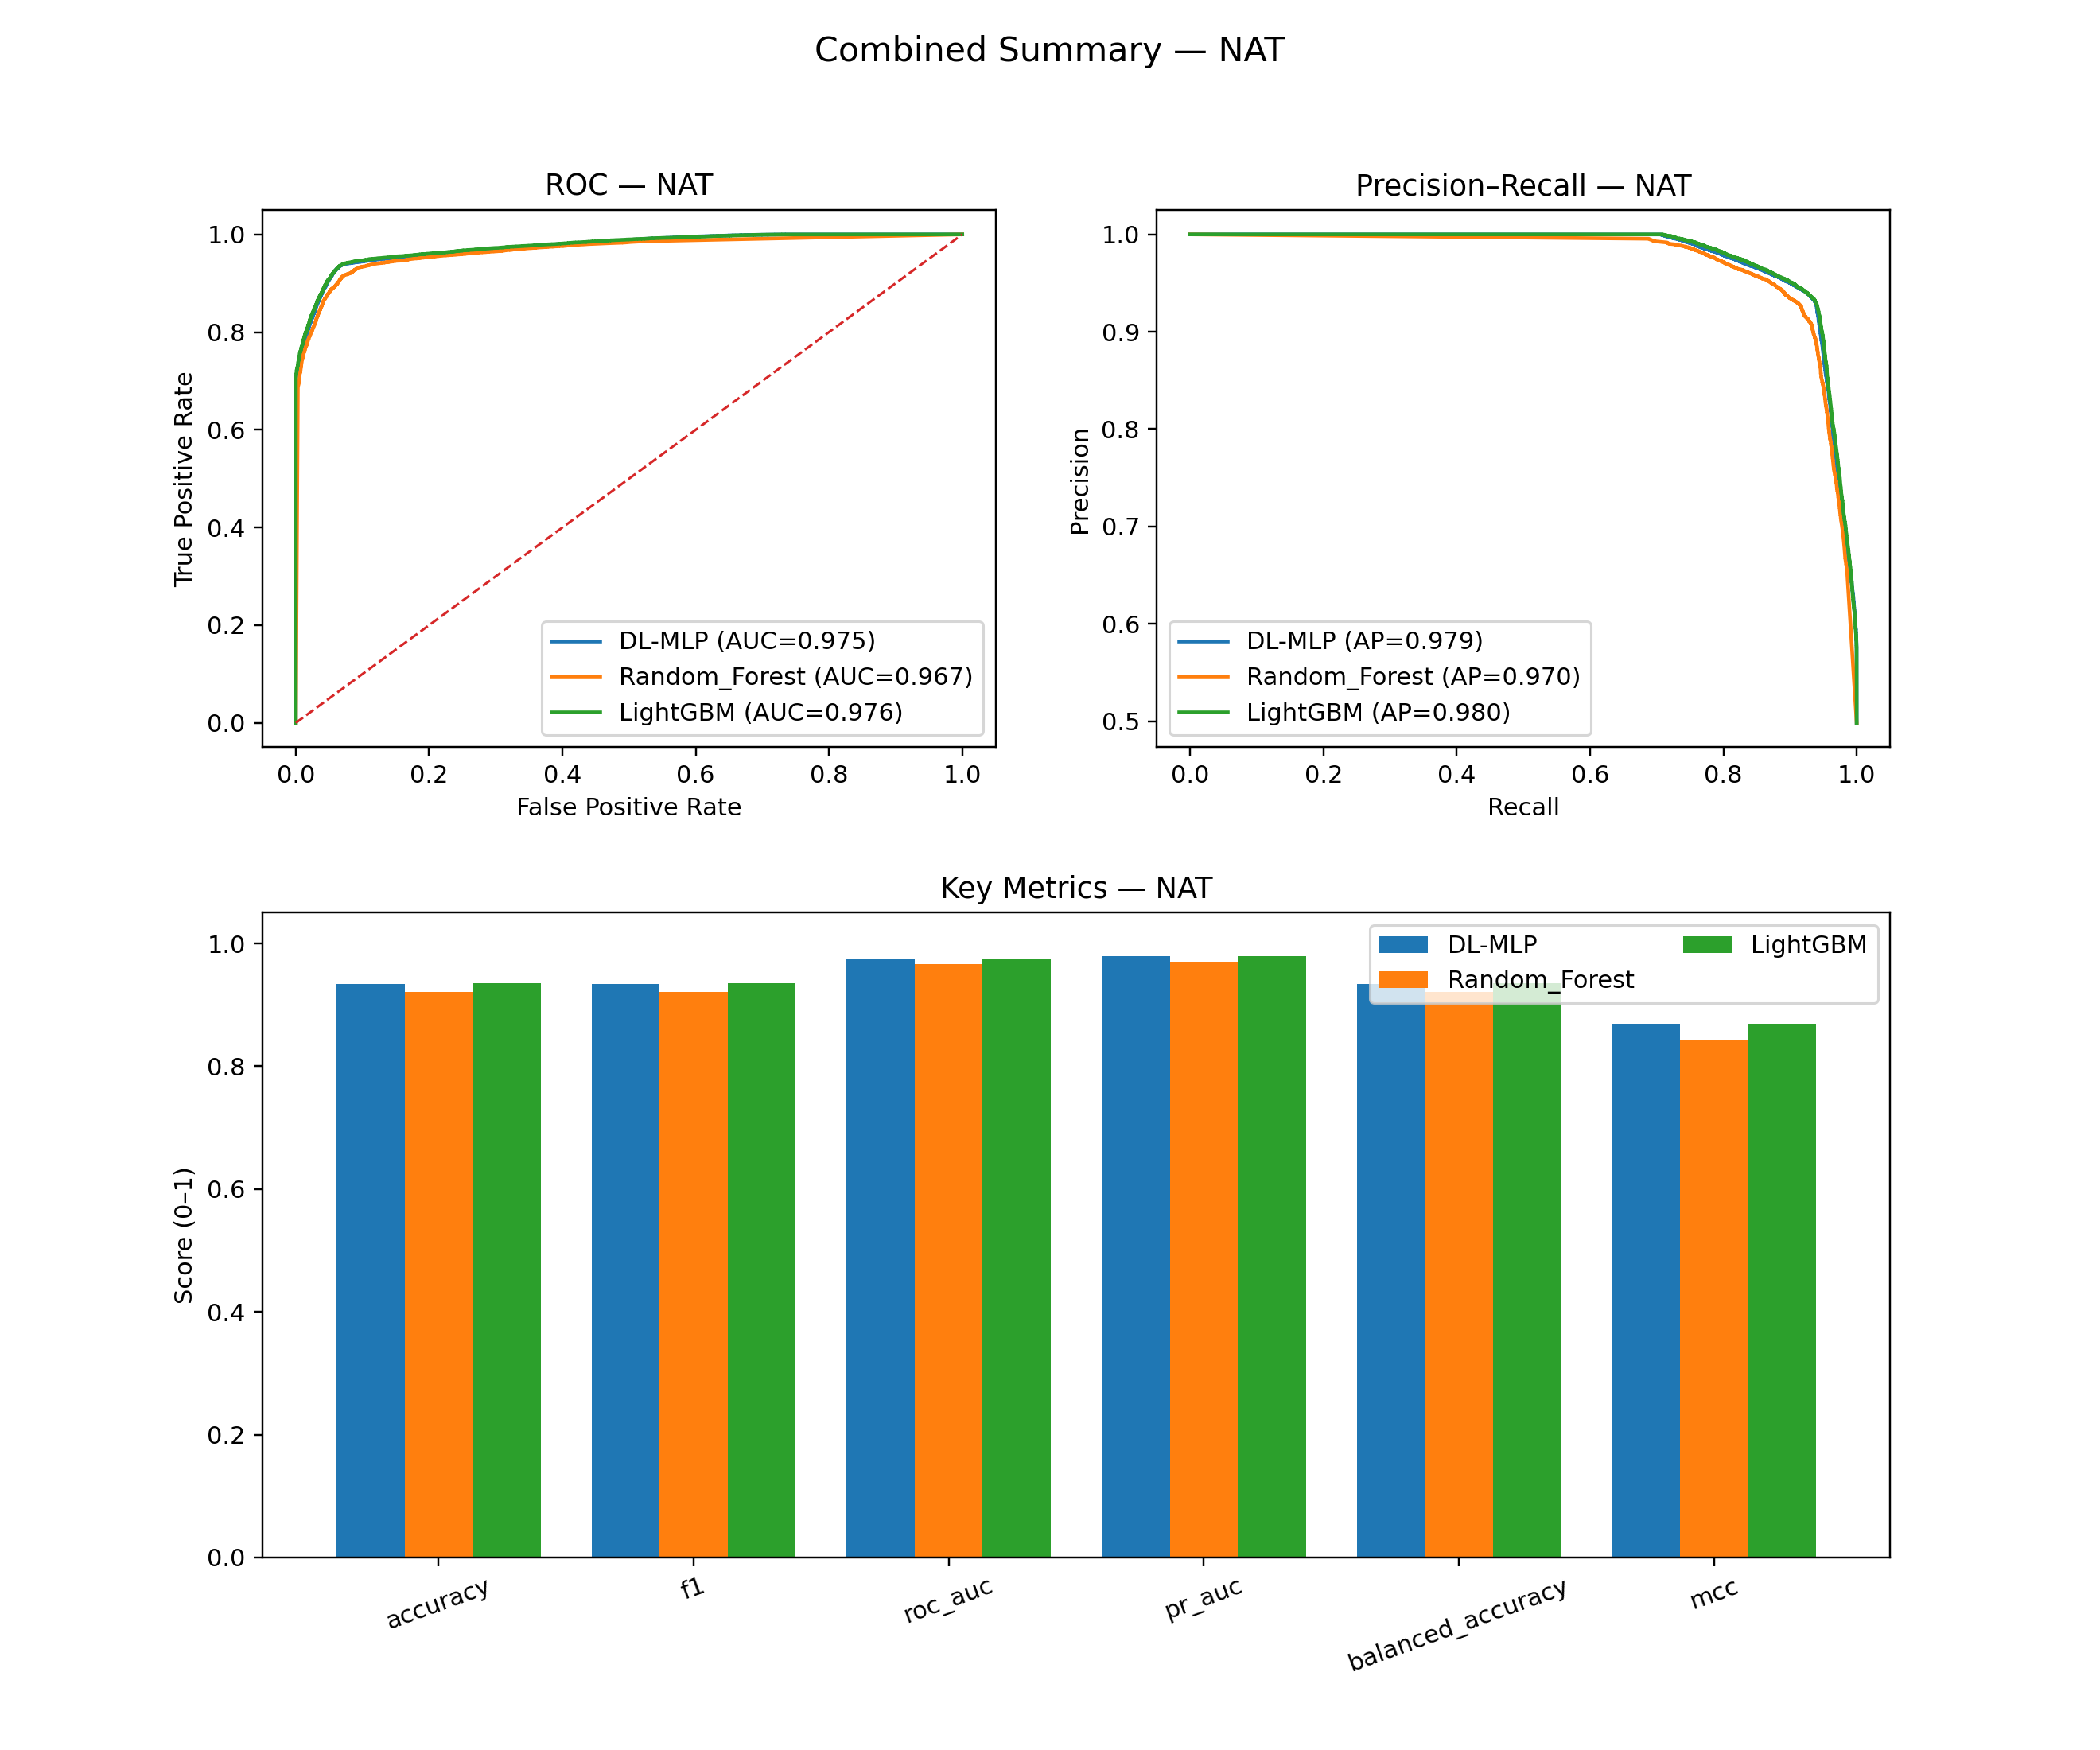 Combined Summary — NAT
ROC — NAT
True Positive Rate
1.0
0.8
0.6
0.4
0.2
0.0
DL-MLP (AUC=0.975)
Random_Forest (AUC=0.967)
LightGBM (AUC=0.976)
0.0 0.2 0.4 0.6 0.8 1.0
False Positive Rate
Precision–Recall — NAT
Precision
1.0
0.9
0.8
0.7
0.6
0.5
DL-MLP (AP=0.979)
Random_Forest (AP=0.970)
LightGBM (AP=0.980)
0.0 0.2 0.4 0.6 0.8 1.0
Recall
Key Metrics — NAT
Score (0–1)
1.0
0.8
0.6
0.4
0.2
0.0
DL-MLP LightGBM
Random_Forest
accuracy f1 roc_auc pr_auc balanced_accuracy mcc